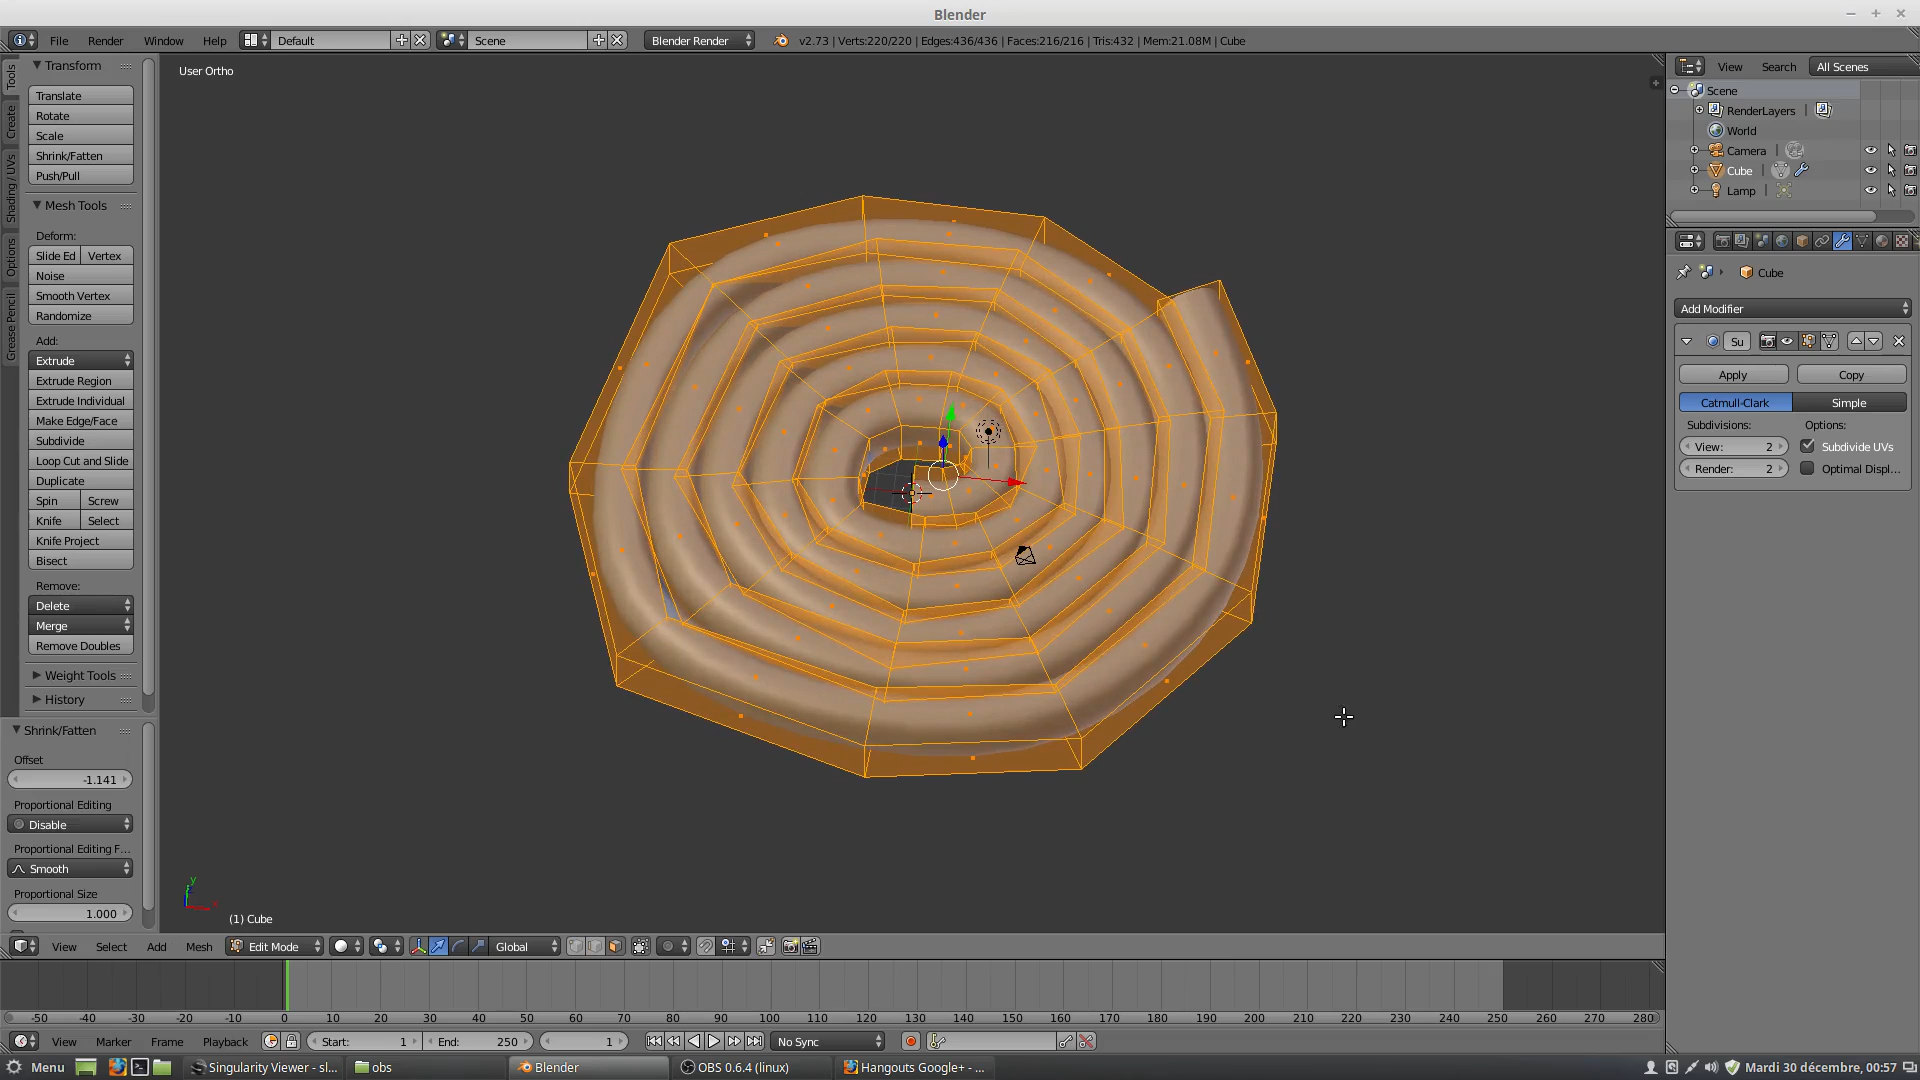 Blender
File Render Window Help Default Scene Blender Render v2.73 | Verts:220/220 | Edges:436/436 | Faces:216/216 | Tris:432 | Mem:21.08M | Cube
Tools
Create
Shading / UVs
Options
Grease Pencil
Transform
Translate
Rotate
Scale
Shrink/Fatten
Push/Pull
Mesh Tools
Deform:
Slide Ed Vertex
Noise
Smooth Vertex
Randomize
Add:
Extrude
Extrude Region
Extrude Individual
Make Edge/Face
Subdivide
Loop Cut and Slide
Duplicate
Spin Screw
Knife Select
Knife Project
Bisect
Remove:
Delete
Merge
Remove Doubles
Weight Tools
History
Shrink/Fatten
Offset
-1.141
Proportional Editing
Disable
Proportional Editing F...
Smooth
Proportional Size
1.000
User Ortho
y
x
(1) Cube
View Search All Scenes
Scene
RenderLayers |
World
Camera |
Cube |
Lamp |
Cube
Add Modifier
Su
Apply Copy
Catmull-Clark Simple
Subdivisions: Options:
View: 2 Subdivide UVs
Render: 2 Optimal Displ...
View Select Add Mesh Edit Mode Global
-50 -40 -30 -20 -10 0 10 20 30 40 50 60 70 80 90 100 110 120 130 140 150 160 170 180 190 200 210 220 230 240 250 260 270 280
View Marker Frame Playback Start: 1 End: 250 1 No Sync
Menu Singularity Viewer - sl... obs Blender OBS 0.6.4 (linux) Hangouts Google+ - ... Mardi 30 décembre, 00:57